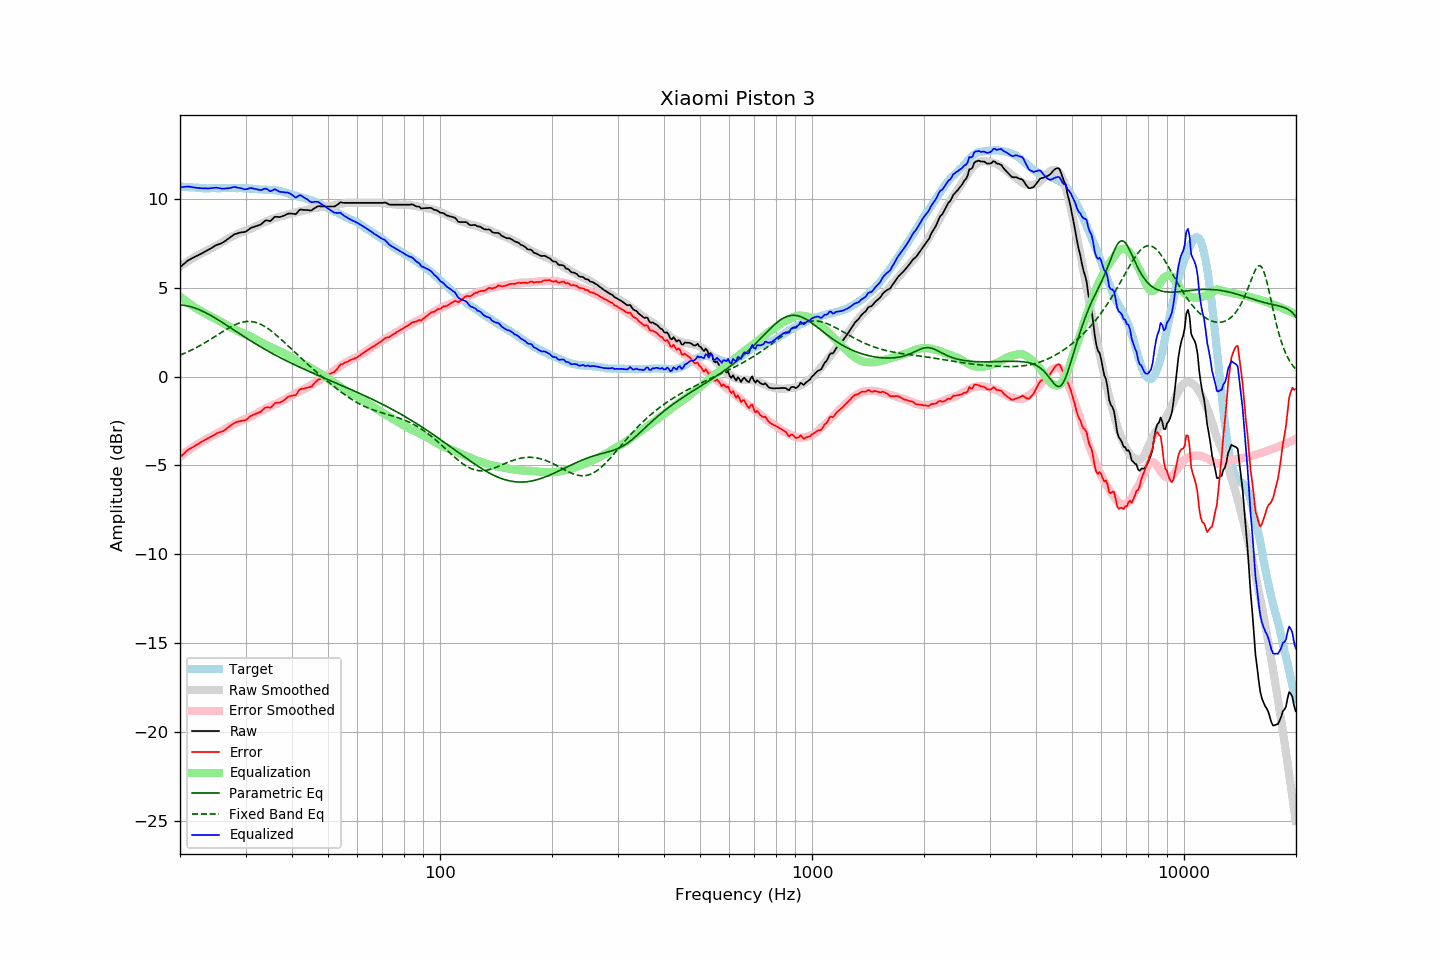 Xiaomi Piston 3
Amplitude (dBr)
10
5
0
−5
−10
−15
−20
−25
Target
Raw Smoothed
Error Smoothed
Raw
Error
Equalization
Parametric Eq
Fixed Band Eq
Equalized
100
1000
10000
Frequency (Hz)